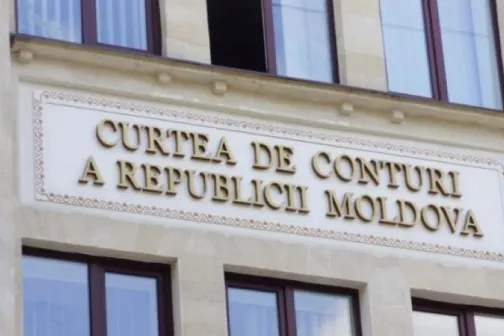 CURTEA DE CONTURI
A REPUBLICII MOLDOVA